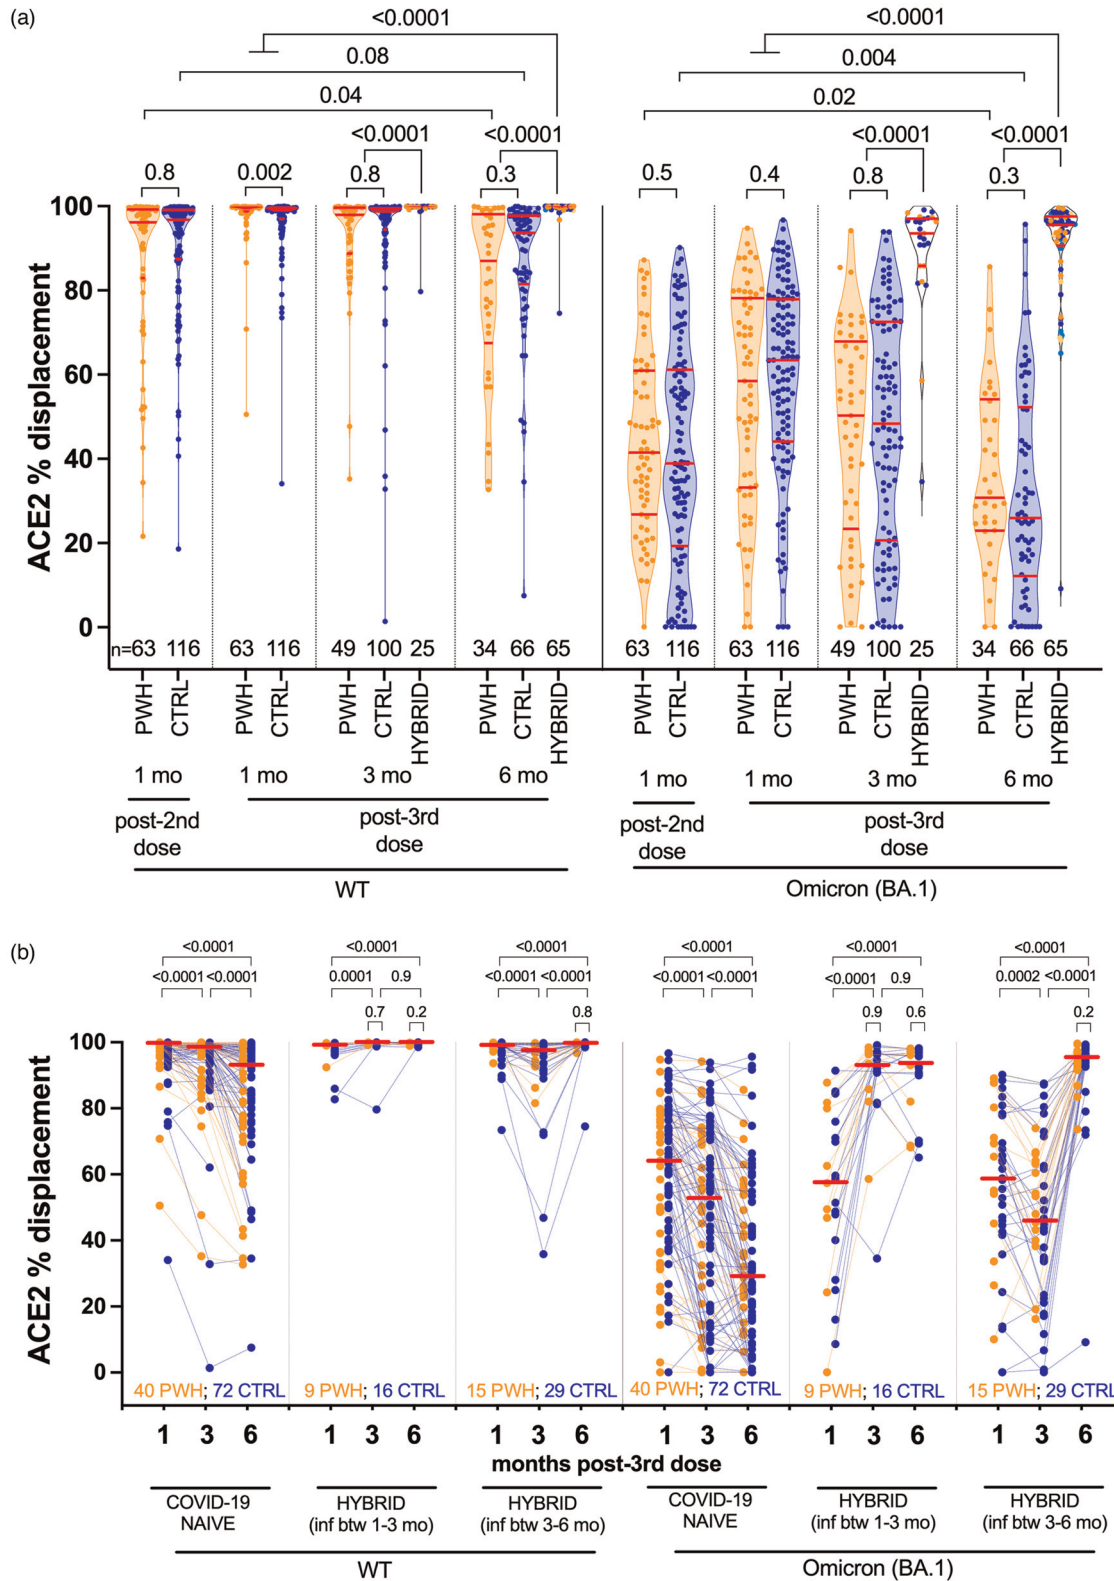 (a)
<0.0001 <0.0001
0.08 0.004
0.04 0.02
<0.0001 <0.0001 <0.0001 <0.0001
0.8 0.002 0.8 0.3 0.5 0.4 0.8 0.3
ACE2 % displacement
100
80
60
40
20
0
n=63 116 63 116 49 100 25 34 66 65 63 116 63 116 49 100 25 34 66 65
PWH CTRL PWH CTRL PWH CTRL HYBRID PWH CTRL HYBRID PWH CTRL PWH CTRL PWH CTRL HYBRID PWH CTRL HYBRID
1 mo 1 mo 3 mo 6 mo 1 mo 1 mo 3 mo 6 mo
post-2nd dose post-3rd dose post-2nd dose post-3rd dose
WT Omicron (BA.1)
(b)
<0.0001 <0.0001 <0.0001 <0.0001 <0.0001 <0.0001
<0.0001 <0.0001 0.0001 0.9 <0.0001 <0.0001 <0.0001 <0.0001 <0.0001 0.9 0.0002 <0.0001
0.7 0.2 0.8 0.9 0.6 0.2
ACE2 % displacement
100
80
60
40
20
0
40 PWH; 72 CTRL 9 PWH; 16 CTRL 15 PWH; 29 CTRL 40 PWH; 72 CTRL 9 PWH; 16 CTRL 15 PWH; 29 CTRL
1 3 6 1 3 6 1 3 6 1 3 6 1 3 6 1 3 6
months post-3rd dose
COVID-19 HYBRID HYBRID COVID-19 HYBRID HYBRID
NAIVE (inf btw 1-3 mo) (inf btw 3-6 mo) NAIVE (inf btw 1-3 mo) (inf btw 3-6 mo)
WT Omicron (BA.1)